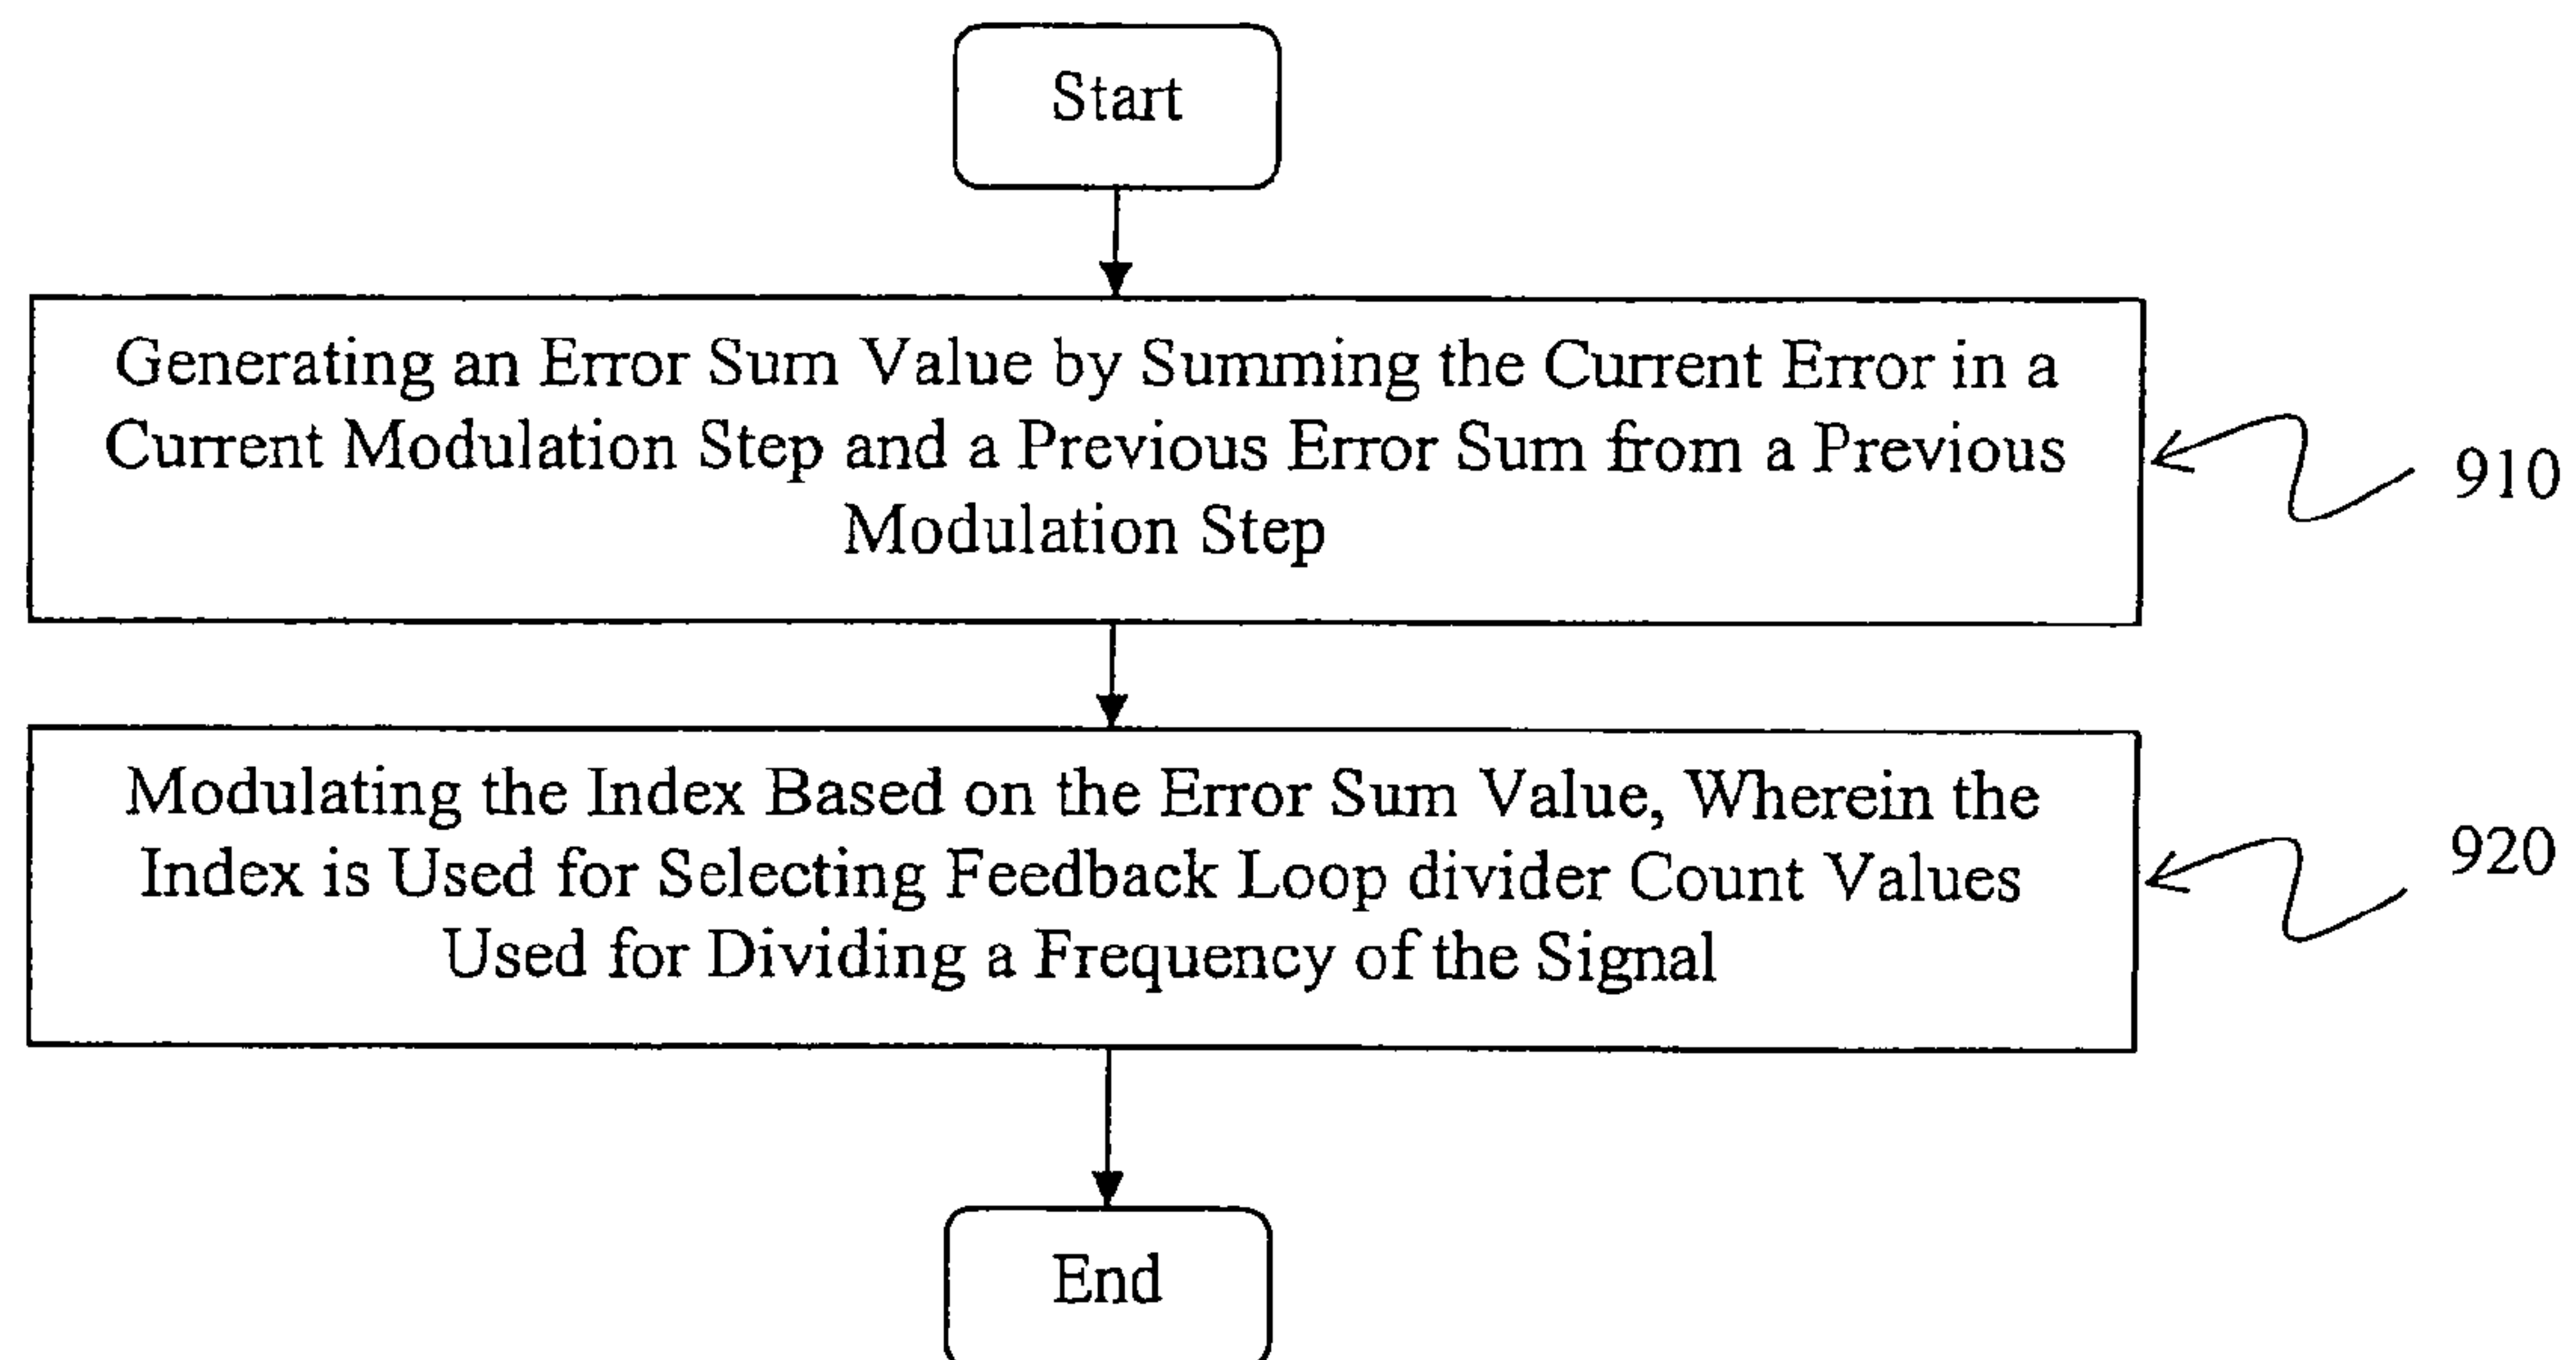 Start
Generating an Error Sum Value by Summing the Current Error in a
Current Modulation Step and a Previous Error Sum from a Previous
Modulation Step
910
Modulating the Index Based on the Error Sum Value, Wherein the
Index is Used for Selecting Feedback Loop divider Count Values
Used for Dividing a Frequency of the Signal
920
End